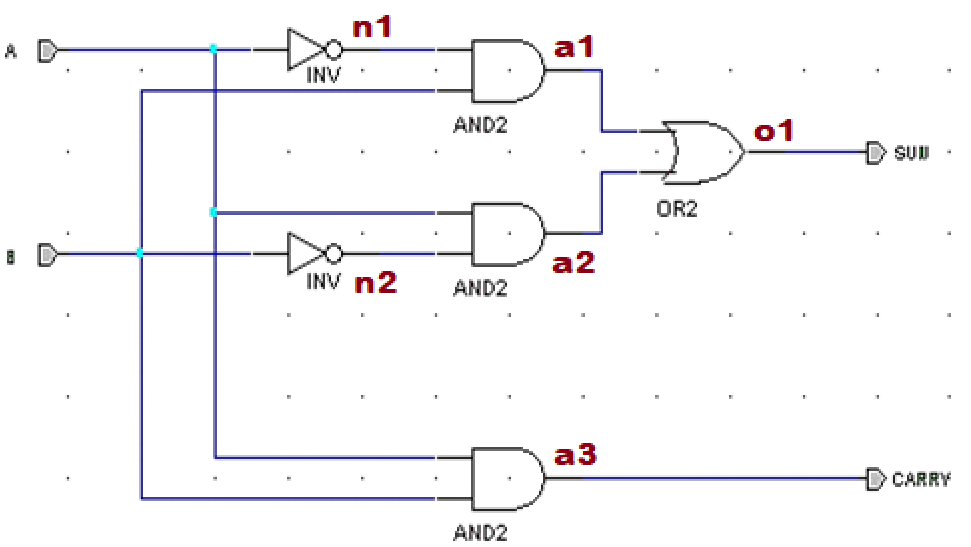 n1
a1
A
INV
AND2
o1
SUM
OR2
B
INV
n2
a2
AND2
a3
CARRY
AND2